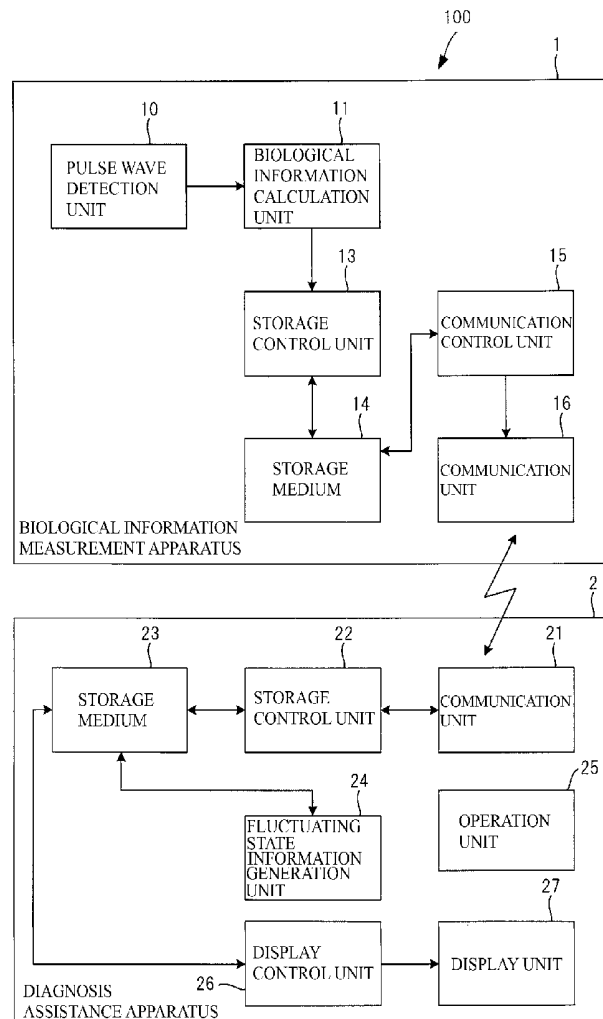 100
1
10
PULSE WAVE
DETECTION
UNIT
11
BIOLOGICAL
INFORMATION
CALCULATION
UNIT
13
STORAGE
CONTROL UNIT
15
COMMUNICATION
CONTROL UNIT
14
STORAGE
MEDIUM
16
COMMUNICATION
UNIT
BIOLOGICAL INFORMATION
MEASUREMENT APPARATUS
2
23
STORAGE
MEDIUM
22
STORAGE
CONTROL UNIT
21
COMMUNICATION
UNIT
24
FLUCTUATING
STATE
INFORMATION
GENERATION
UNIT
25
OPERATION
UNIT
26
DISPLAY
CONTROL UNIT
27
DISPLAY UNIT
DIAGNOSIS
ASSISTANCE APPARATUS